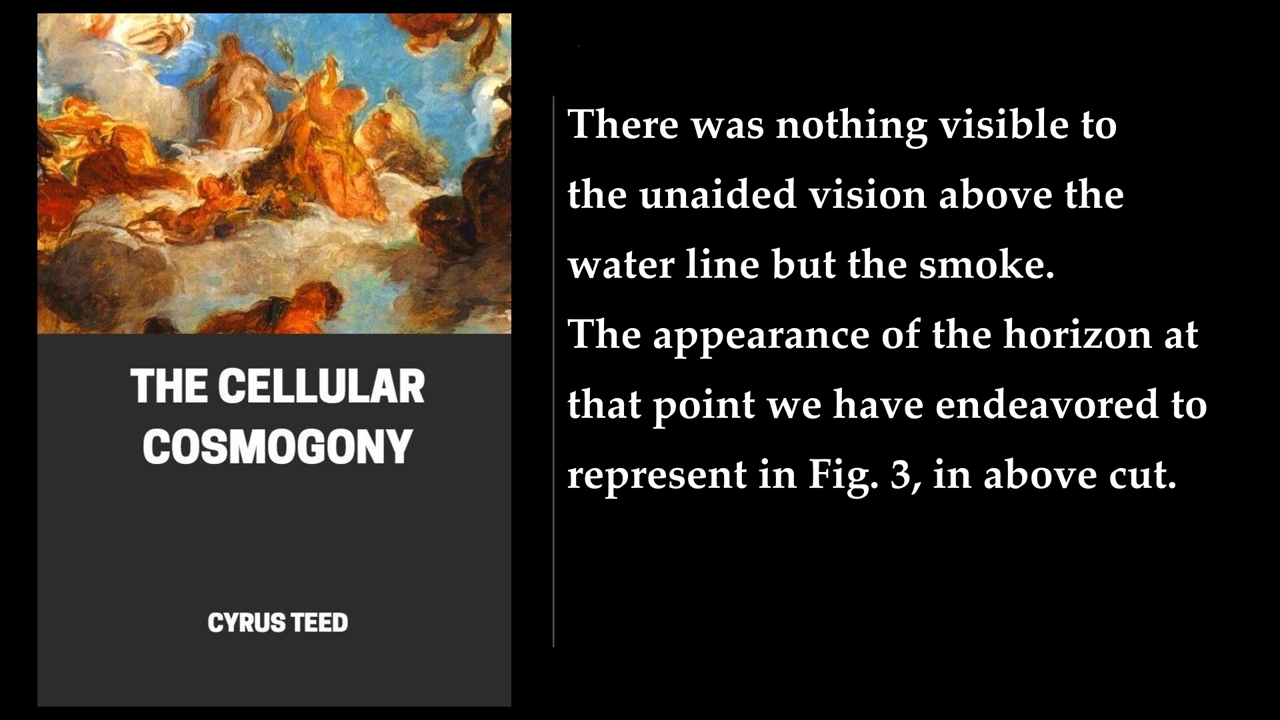 THE CELLULAR
COSMOGONY
CYRUS TEED
There was nothing visible to
the unaided vision above the
water line but the smoke.
The appearance of the horizon at
that point we have endeavored to
represent in Fig. 3, in above cut.